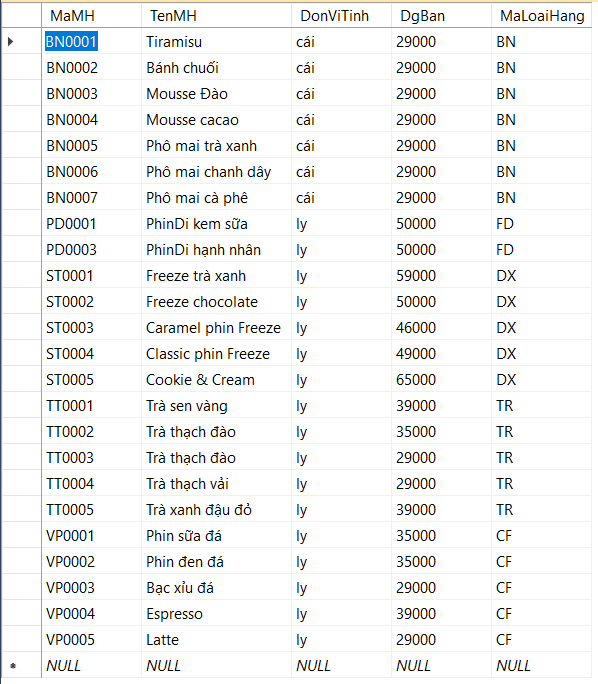 MaMH TenMH DonViTinh DgBan MaLoaiHang
BN0001 Tiramisu cái 29000 BN
BN0002 Bánh chuối cái 29000 BN
BN0003 Mousse Đào cái 29000 BN
BN0004 Mousse cacao cái 29000 BN
BN0005 Phô mai trà xanh cái 29000 BN
BN0006 Phô mai chanh dây cái 29000 BN
BN0007 Phô mai cà phê cái 29000 BN
PD0001 PhinDi kem sữa ly 50000 FD
PD0003 PhinDi hạnh nhân ly 50000 FD
ST0001 Freeze trà xanh ly 59000 DX
ST0002 Freeze chocolate ly 50000 DX
ST0003 Caramel phin Freeze ly 46000 DX
ST0004 Classic phin Freeze ly 49000 DX
ST0005 Cookie & Cream ly 65000 DX
TT0001 Trà sen vàng ly 39000 TR
TT0002 Trà thạch đào ly 35000 TR
TT0003 Trà thạch đào ly 29000 TR
TT0004 Trà thạch vải ly 29000 TR
TT0005 Trà xanh đậu đỏ ly 39000 TR
VP0001 Phin sữa đá ly 35000 CF
VP0002 Phin đen đá ly 35000 CF
VP0003 Bạc xỉu đá ly 29000 CF
VP0004 Espresso ly 39000 CF
VP0005 Latte ly 29000 CF
NULL NULL NULL NULL NULL